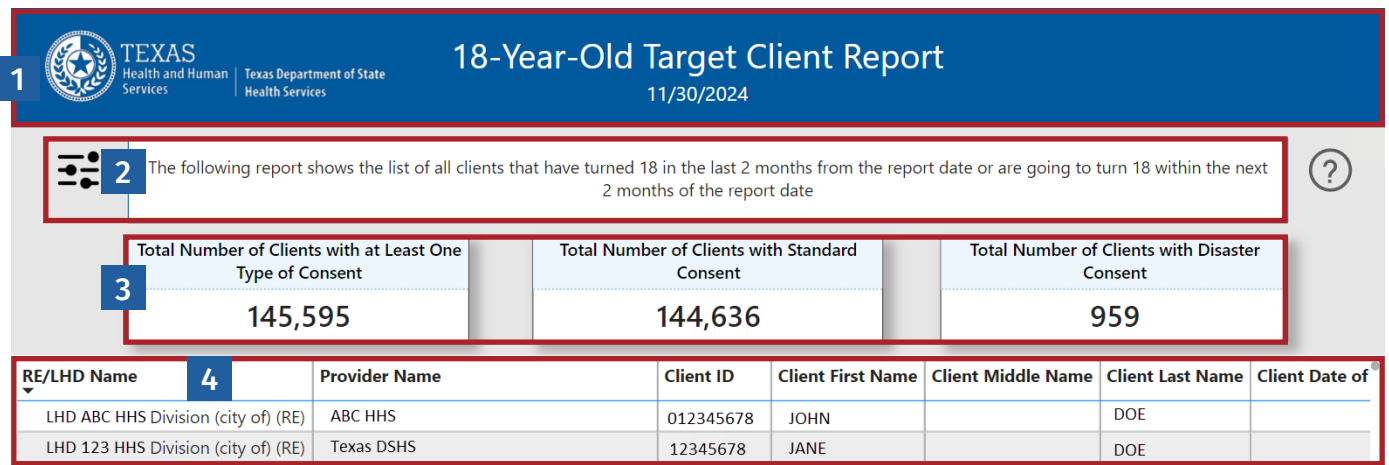 1
TEXAS
Health and Human
Services
Texas Department of State
Health Services
18-Year-Old Target Client Report
11/30/2024
2
The following report shows the list of all clients that have turned 18 in the last 2 months from the report date or are going to turn 18 within the next
2 months of the report date
?
3
Total Number of Clients with at Least One
Type of Consent
145,595
Total Number of Clients with Standard
Consent
144,636
Total Number of Clients with Disaster
Consent
959
4
RE/LHD Name Provider Name Client ID Client First Name Client Middle Name Client Last Name Client Date of
LHD ABC HHS Division (city of) (RE) ABC HHS 012345678 JOHN DOE
LHD 123 HHS Division (city of) (RE) Texas DSHS 12345678 JANE DOE